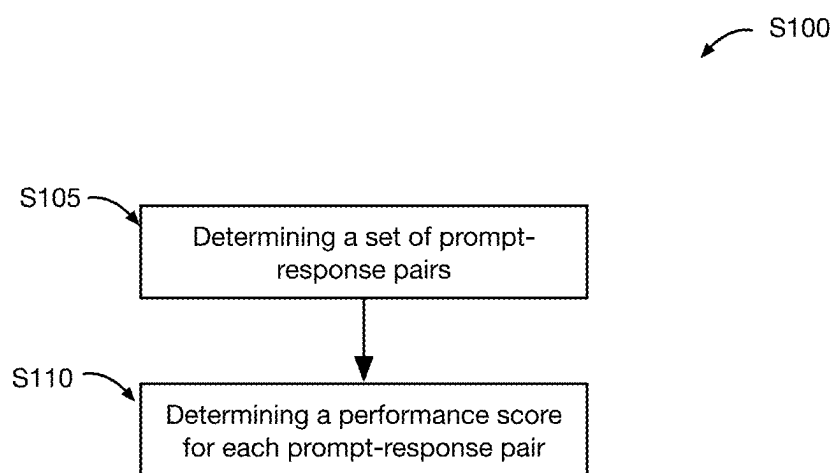 S100
S105
Determining a set of prompt-
response pairs
S110
Determining a performance score
for each prompt-response pair